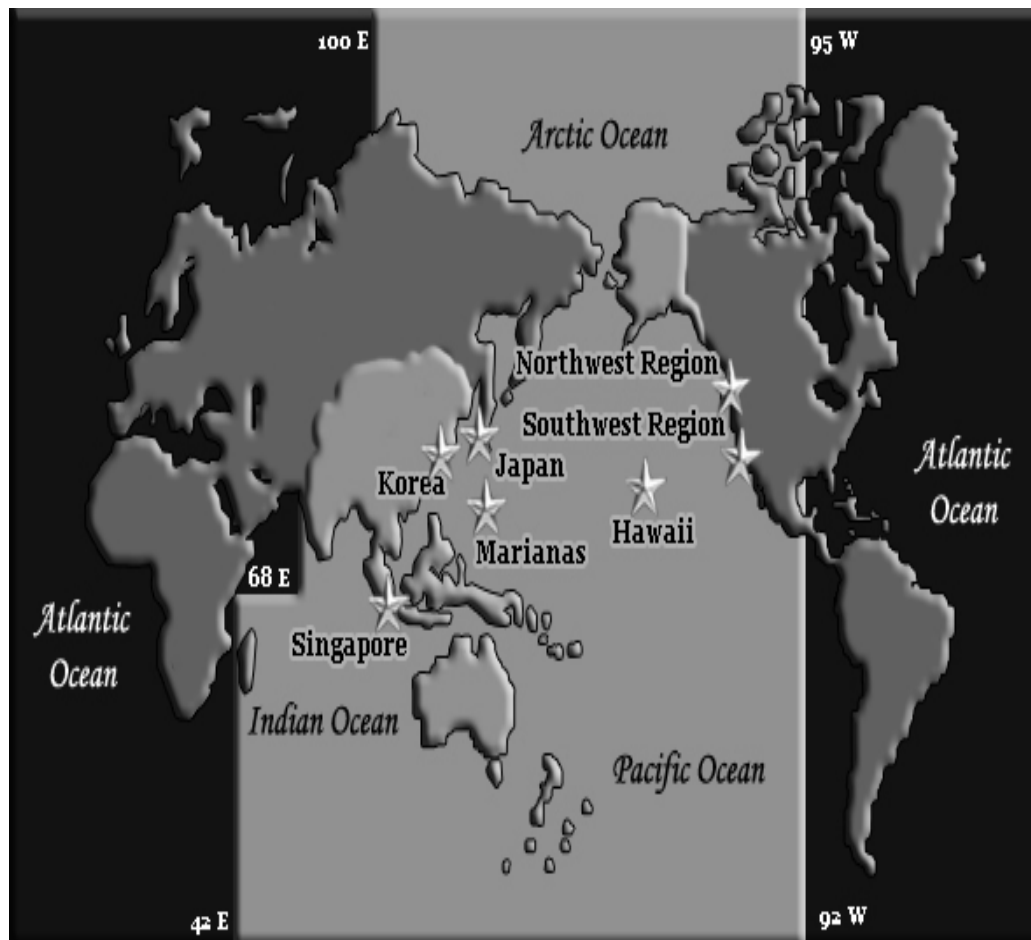 100 E
95 W
Arctic Ocean
Northwest Region
Southwest Region
Atlantic
Ocean
Korea
Japan
Hawaii
Marianas
68 E
Atlantic
Ocean
Singapore
Indian Ocean
Pacific Ocean
42 E
92 W